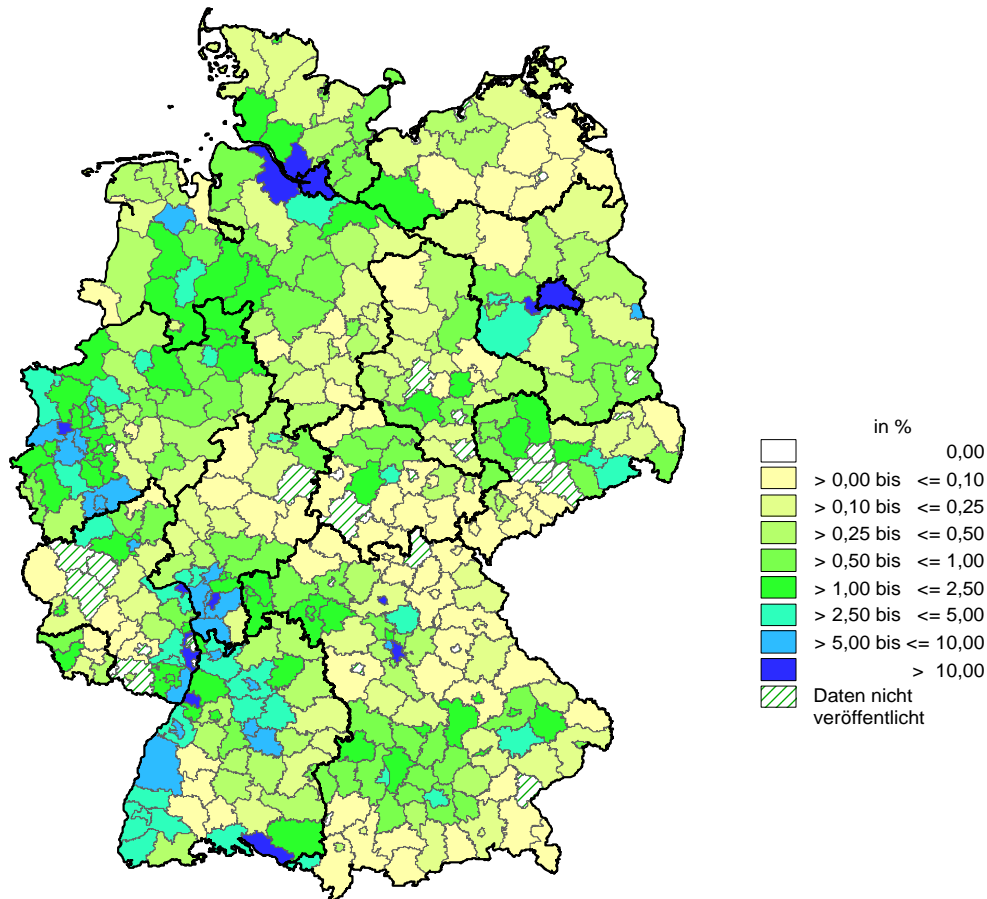 in %
0,00
> 0,00 bis <= 0,10
> 0,10 bis <= 0,25
> 0,25 bis <= 0,50
> 0,50 bis <= 1,00
> 1,00 bis <= 2,50
> 2,50 bis <= 5,00
> 5,00 bis <= 10,00
> 10,00
Daten nicht
veröffentlicht